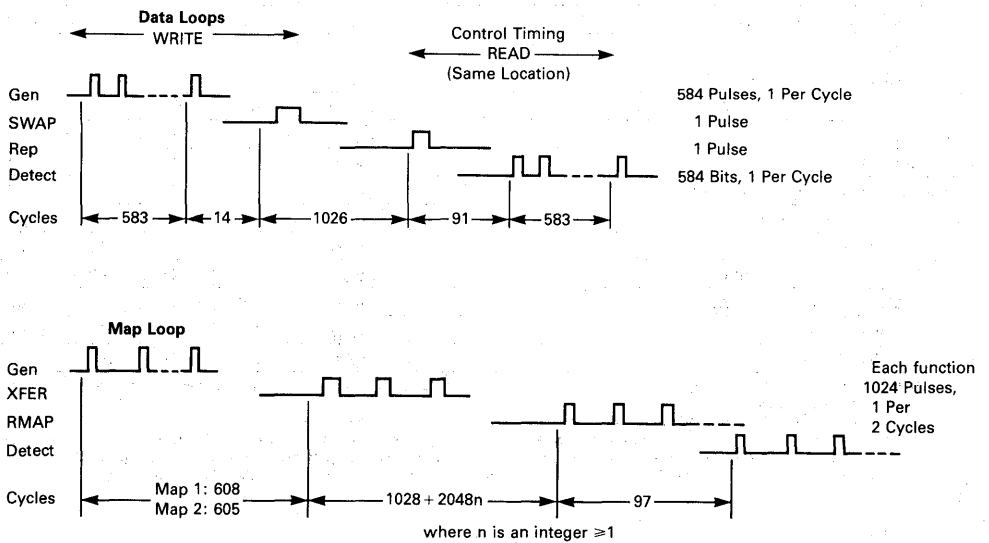 Data Loops
WRITE
Control Timing
READ
(Same Location)
Gen
584 Pulses, 1 Per Cycle
SWAP
1 Pulse
Rep
1 Pulse
Detect
584 Bits, 1 Per Cycle
Cycles 583 14 1026 91 583
Map Loop
Gen
Each function
XFER
1024 Pulses,
1 Per
RMAP
2 Cycles
Detect
Cycles
Map 1: 608
Map 2: 605
1028 + 2048n
97
where n is an integer ⩾1